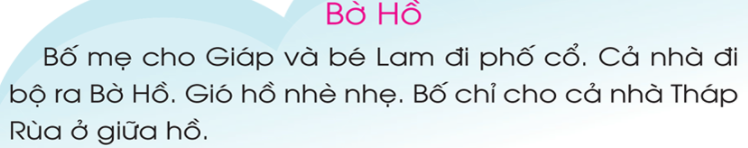 Bờ Hồ
Bố mẹ cho Giáp và bé Lam đi phố cổ. Cả nhà đi
bộ ra Bờ Hồ. Gió hồ nhè nhẹ. Bố chỉ cho cả nhà Tháp
Rùa ở giữa hồ.